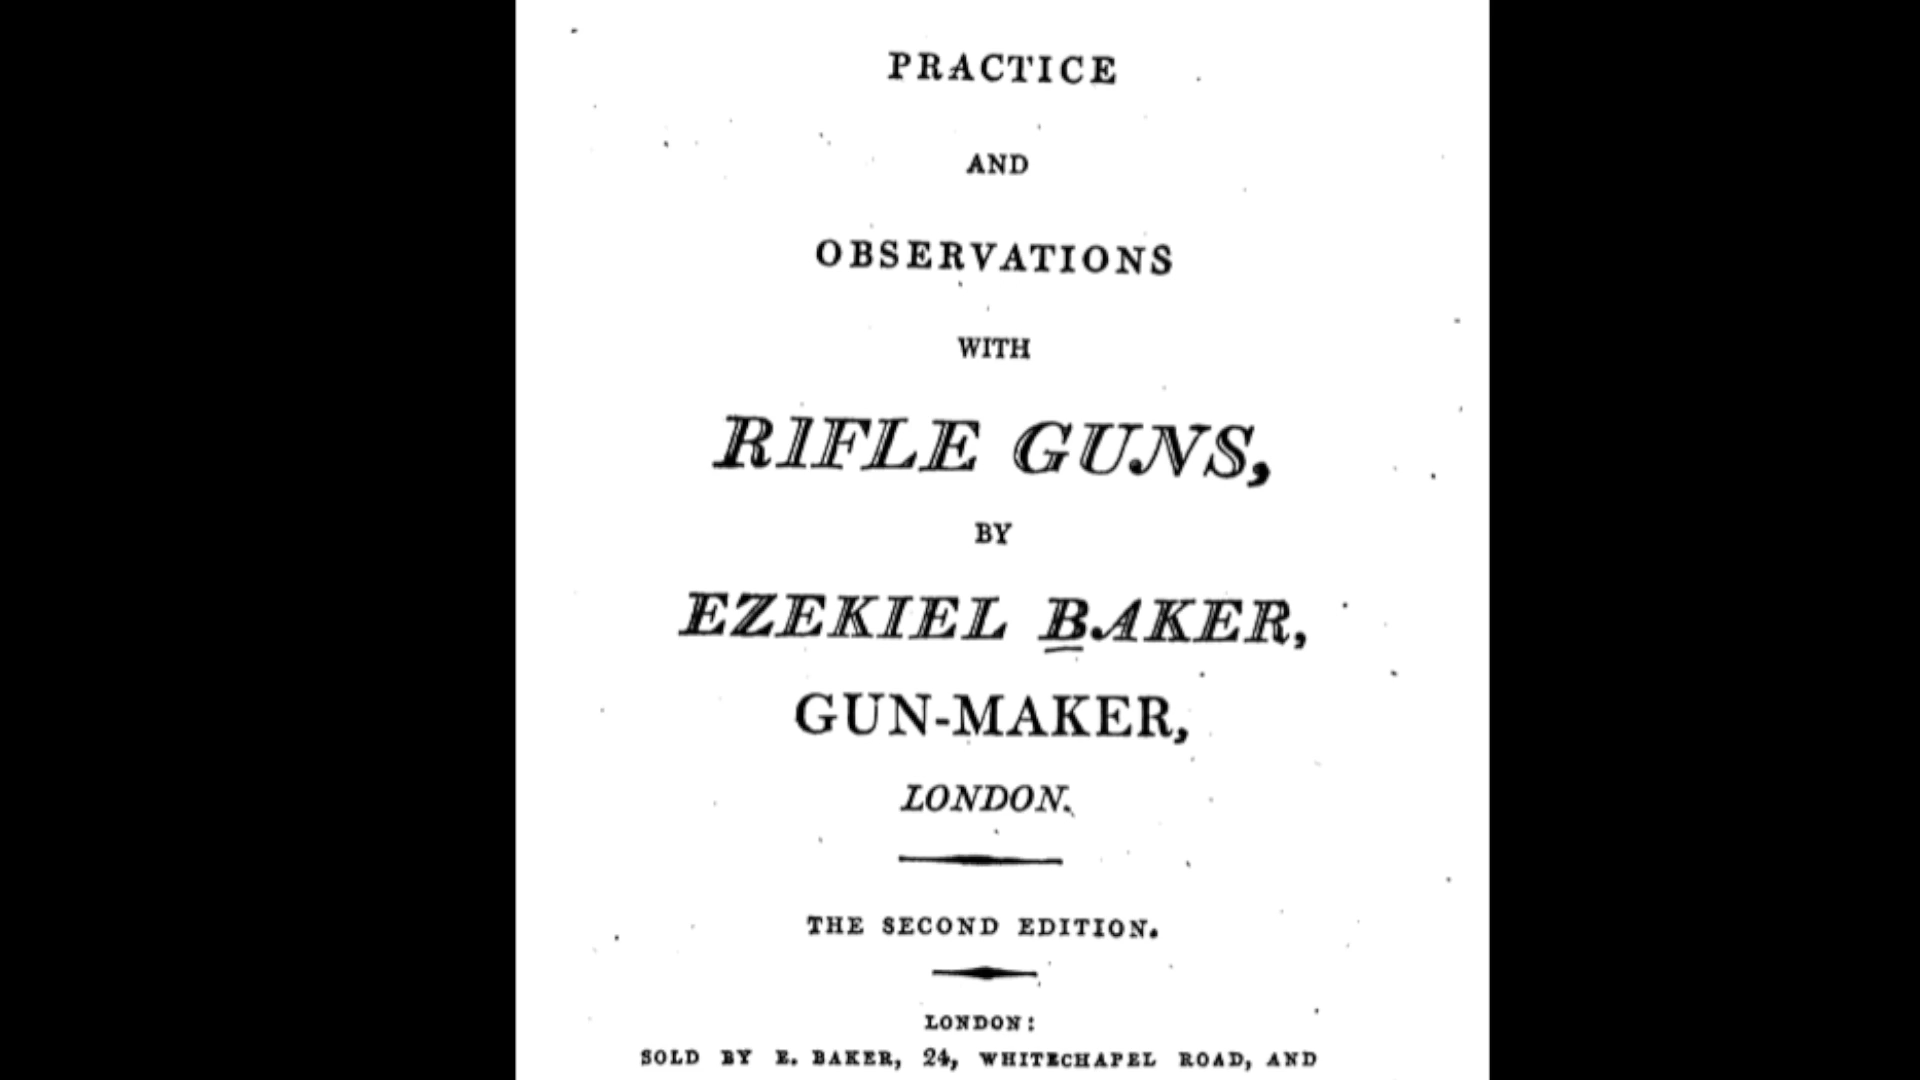 PRACTICE
AND
OBSERVATIONS
WITH
RIFLE GUNS,
BY
EZEKIEL BAKER,
GUN-MAKER,
LONDON.
THE SECOND EDITION.
LONDON:
SOLD BY E. BAKER, 24, WHITECHAPEL ROAD, AND